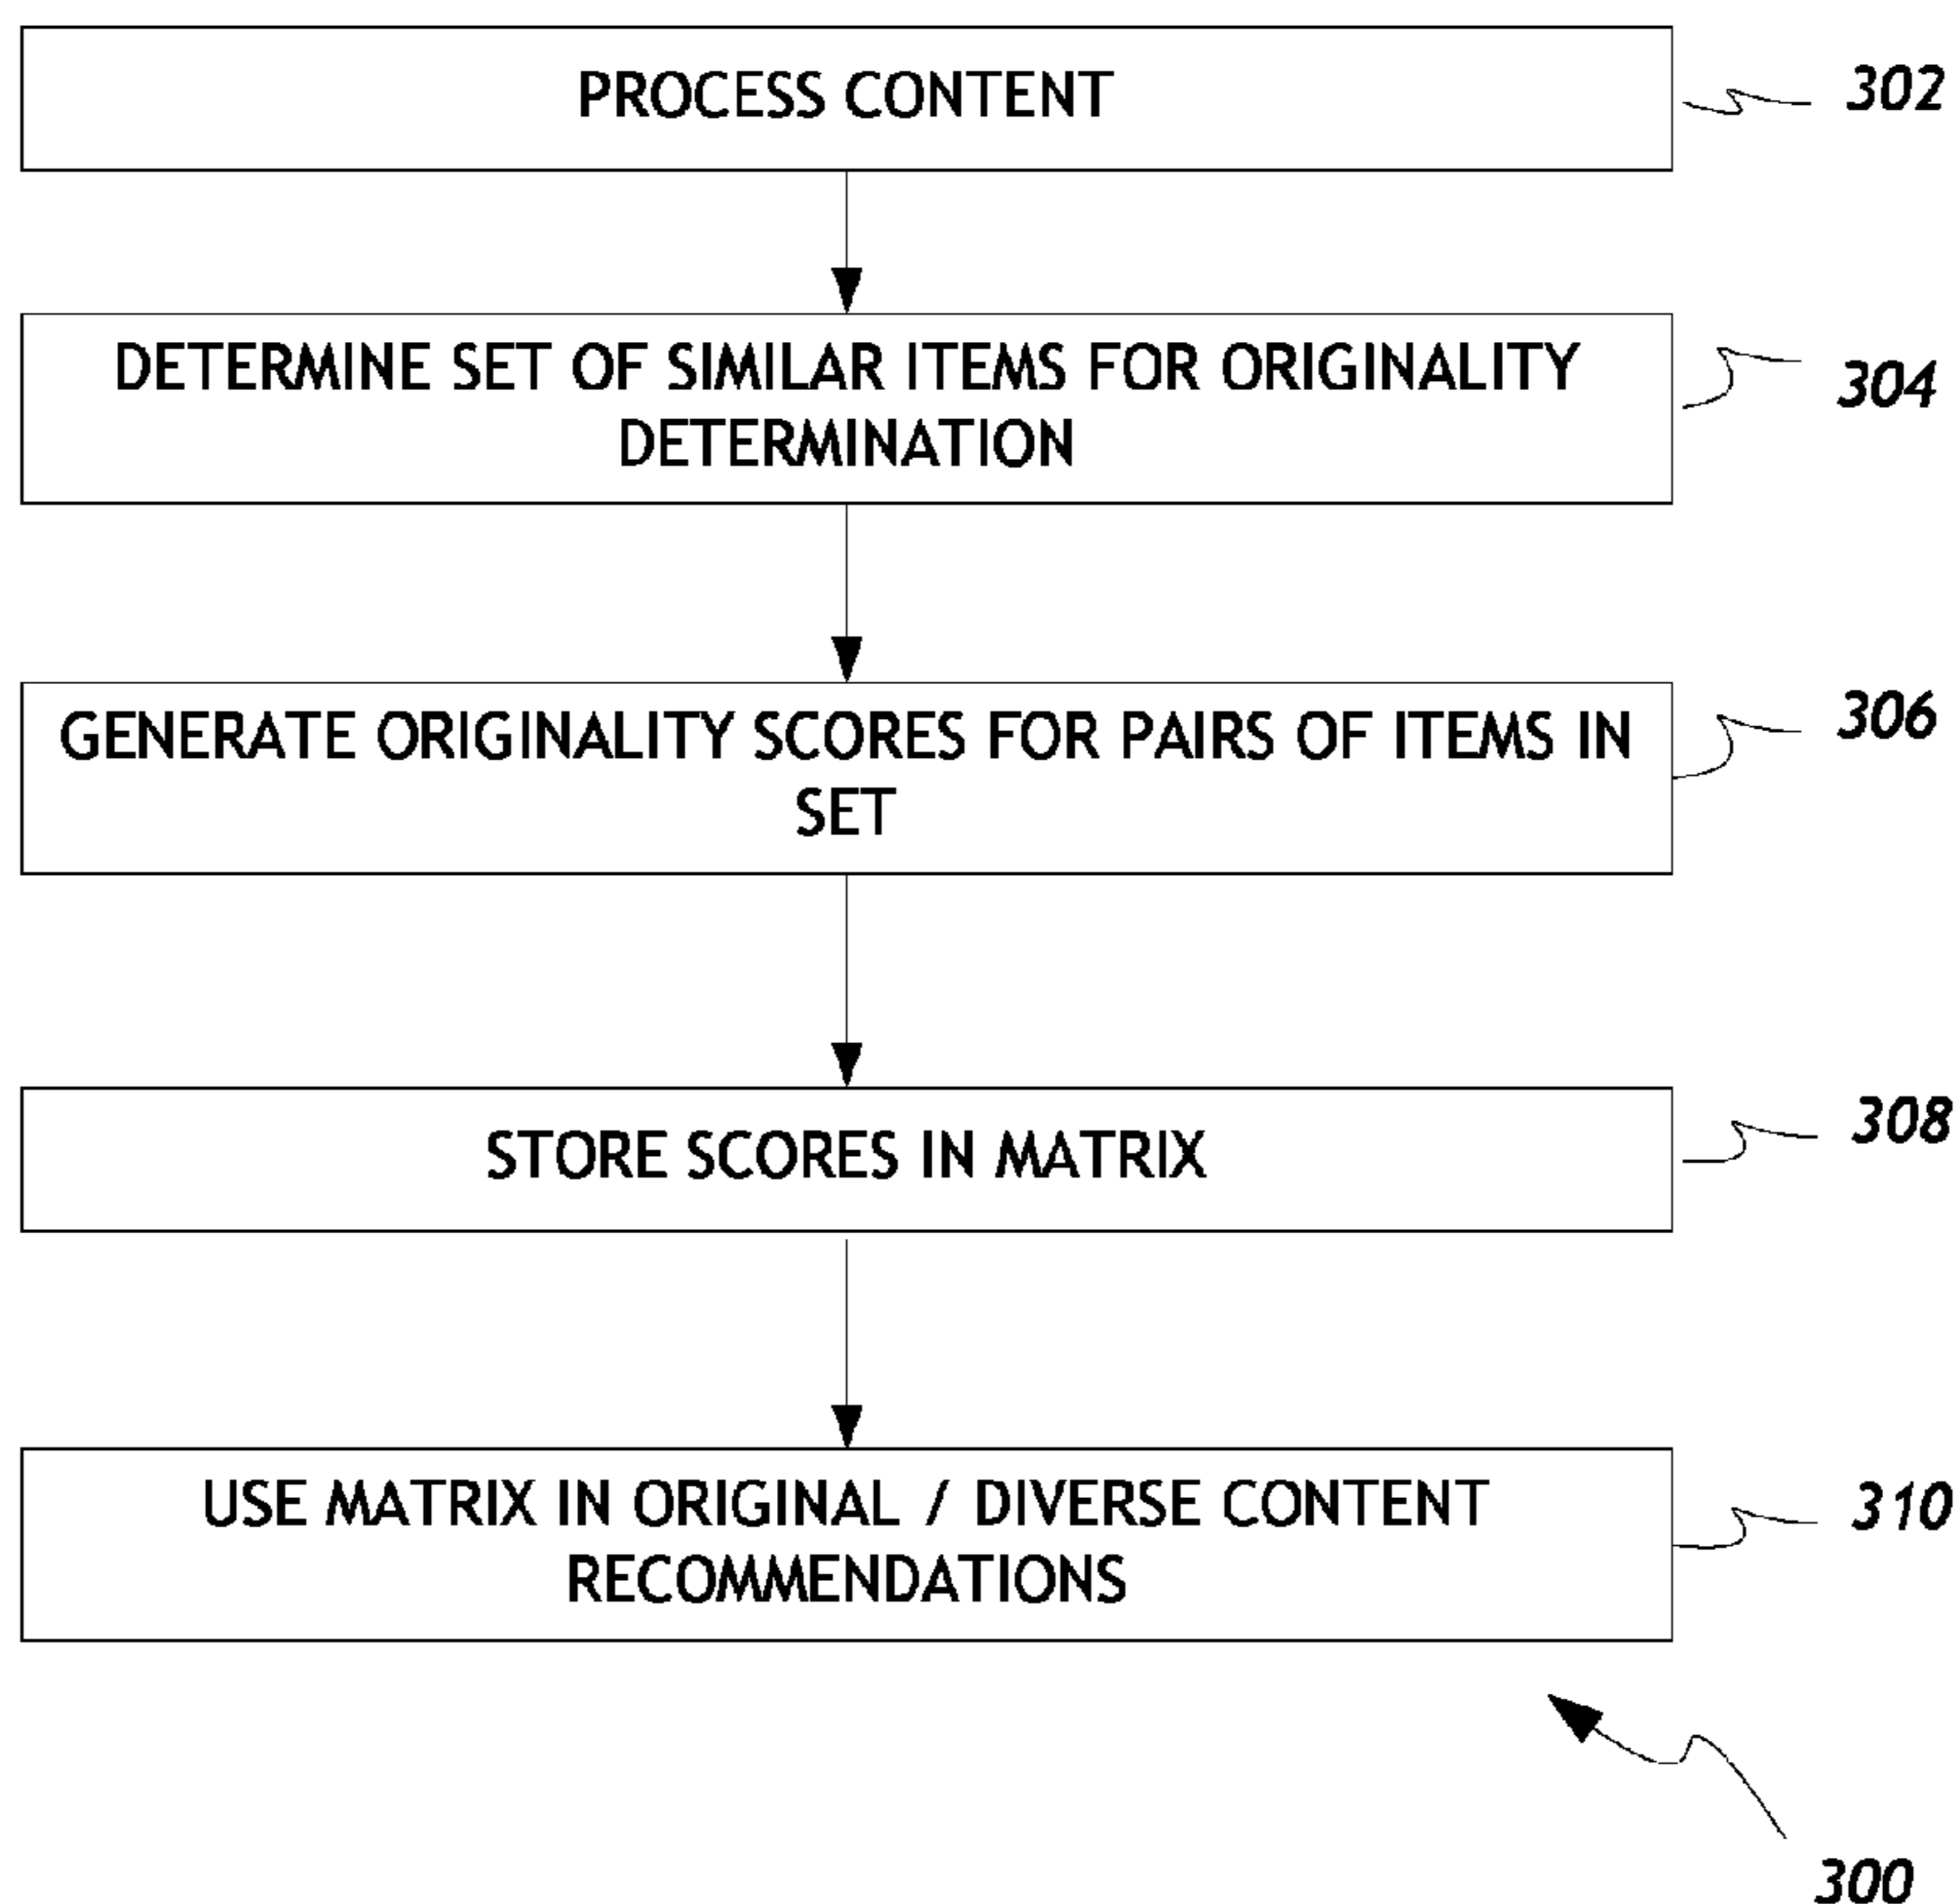 PROCESS CONTENT
302
DETERMINE SET OF SIMILAR ITEMS FOR ORIGINALITY
DETERMINATION
304
GENERATE ORIGINALITY SCORES FOR PAIRS OF ITEMS IN
SET
306
STORE SCORES IN MATRIX
308
USE MATRIX IN ORIGINAL / DIVERSE CONTENT
RECOMMENDATIONS
310
300